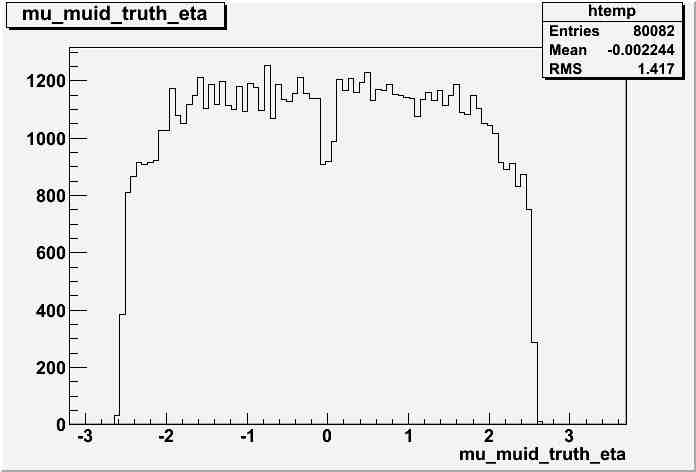 mu_muid_truth_eta
htemp
Entries 80082
Mean -0.002244
RMS 1.417
1200
1000
800
600
400
200
0
-3 -2 -1 0 1 2 3
mu_muid_truth_eta